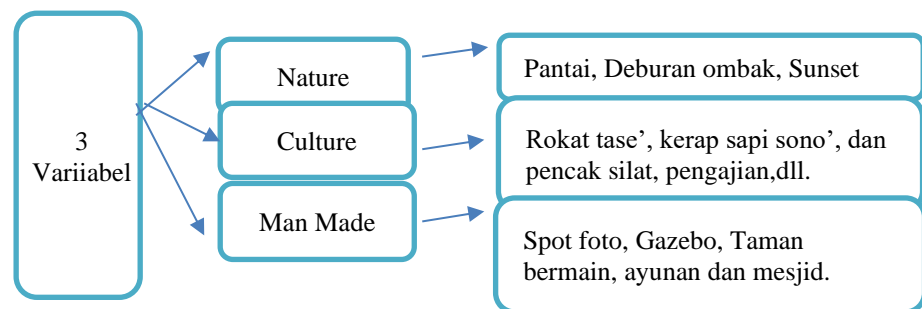 3
Variiabel
Nature
Pantai, Deburan ombak, Sunset
Culture
Rokat tase’, kerap sapi sono’, dan
pencak silat, pengajian,dll.
Man Made
Spot foto, Gazebo, Taman
bermain, ayunan dan mesjid.